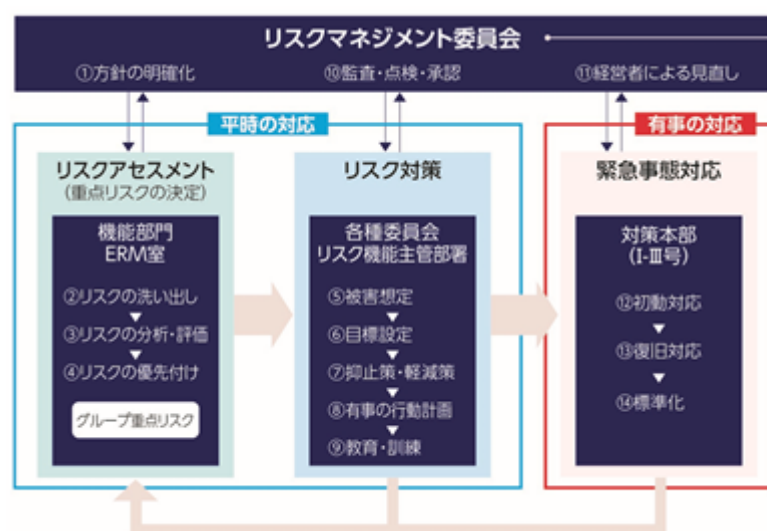 リスクマネジメント委員会
①方針の明確化
⑩監査・点検・承認
⑪経営者による見直し
平時の対応
有事の対応
リスクアセスメント
(重点リスクの決定)
機能部門
ERM室
②リスクの洗い出し
③リスクの分析・評価
④リスクの優先付け
グループ重点リスク
リスク対策
各種委員会
リスク機能主管部署
⑤被害想定
⑥目標設定
⑦抑止策・軽減策
⑧有事の行動計画
⑨教育・訓練
緊急事態対応
対策本部
(I-Ⅲ号)
⑫初動対応
⑬復旧対応
⑭標準化